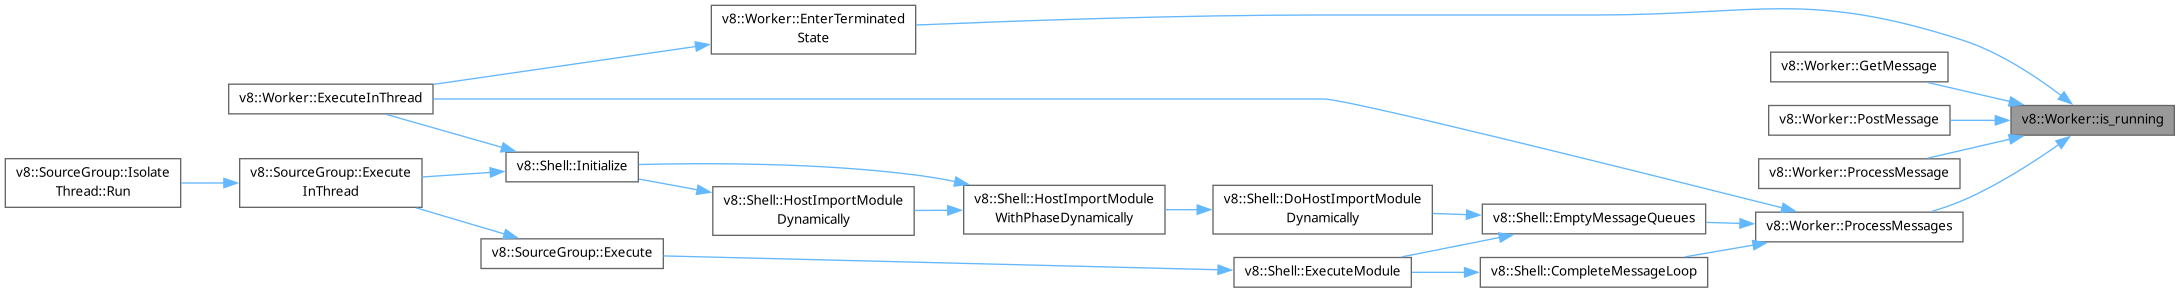 v8::Worker::EnterTerminated
State
v8::Worker::GetMessage
v8::Worker::ExecuteInThread
v8::Worker::PostMessage
v8::Worker::is_running
v8::SourceGroup::Isolate
Thread::Run
v8::SourceGroup::Execute
InThread
v8::Shell::Initialize
v8::Worker::ProcessMessage
v8::Shell::HostImportModule
Dynamically
v8::Shell::HostImportModule
WithPhaseDynamically
v8::Shell::DoHostImportModule
Dynamically
v8::Shell::EmptyMessageQueues
v8::Worker::ProcessMessages
v8::SourceGroup::Execute
v8::Shell::ExecuteModule
v8::Shell::CompleteMessageLoop